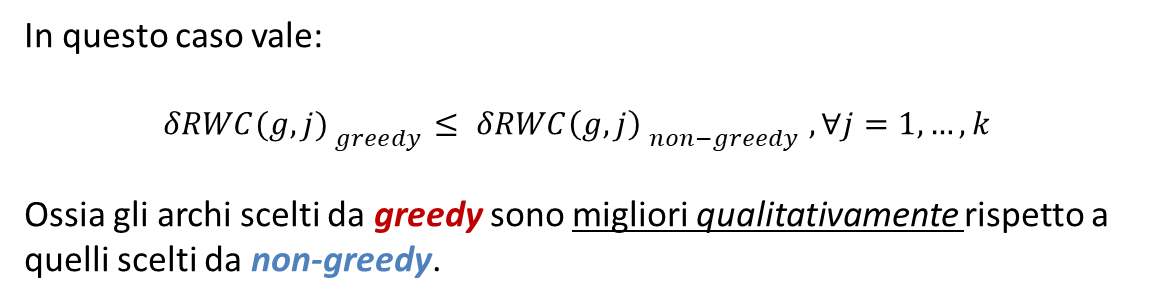 In questo caso vale:
𝛿𝑅𝑊𝐶(𝑔,𝑗) 𝑔𝑟𝑒𝑒𝑑𝑦 ≤ 𝛿𝑅𝑊𝐶(𝑔,𝑗) 𝑛𝑜𝑛−𝑔𝑟𝑒𝑒𝑑𝑦 ,∀𝑗 = 1,…,𝑘
Ossia gli archi scelti da greedy sono migliori qualitativamente rispetto a
quelli scelti da non-greedy.